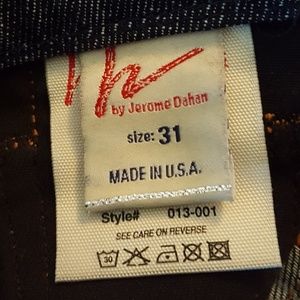 by Jerome Dahan
size: 31
MADE IN U.S.A.
Style# 013-001
SEE CARE ON REVERSE
30